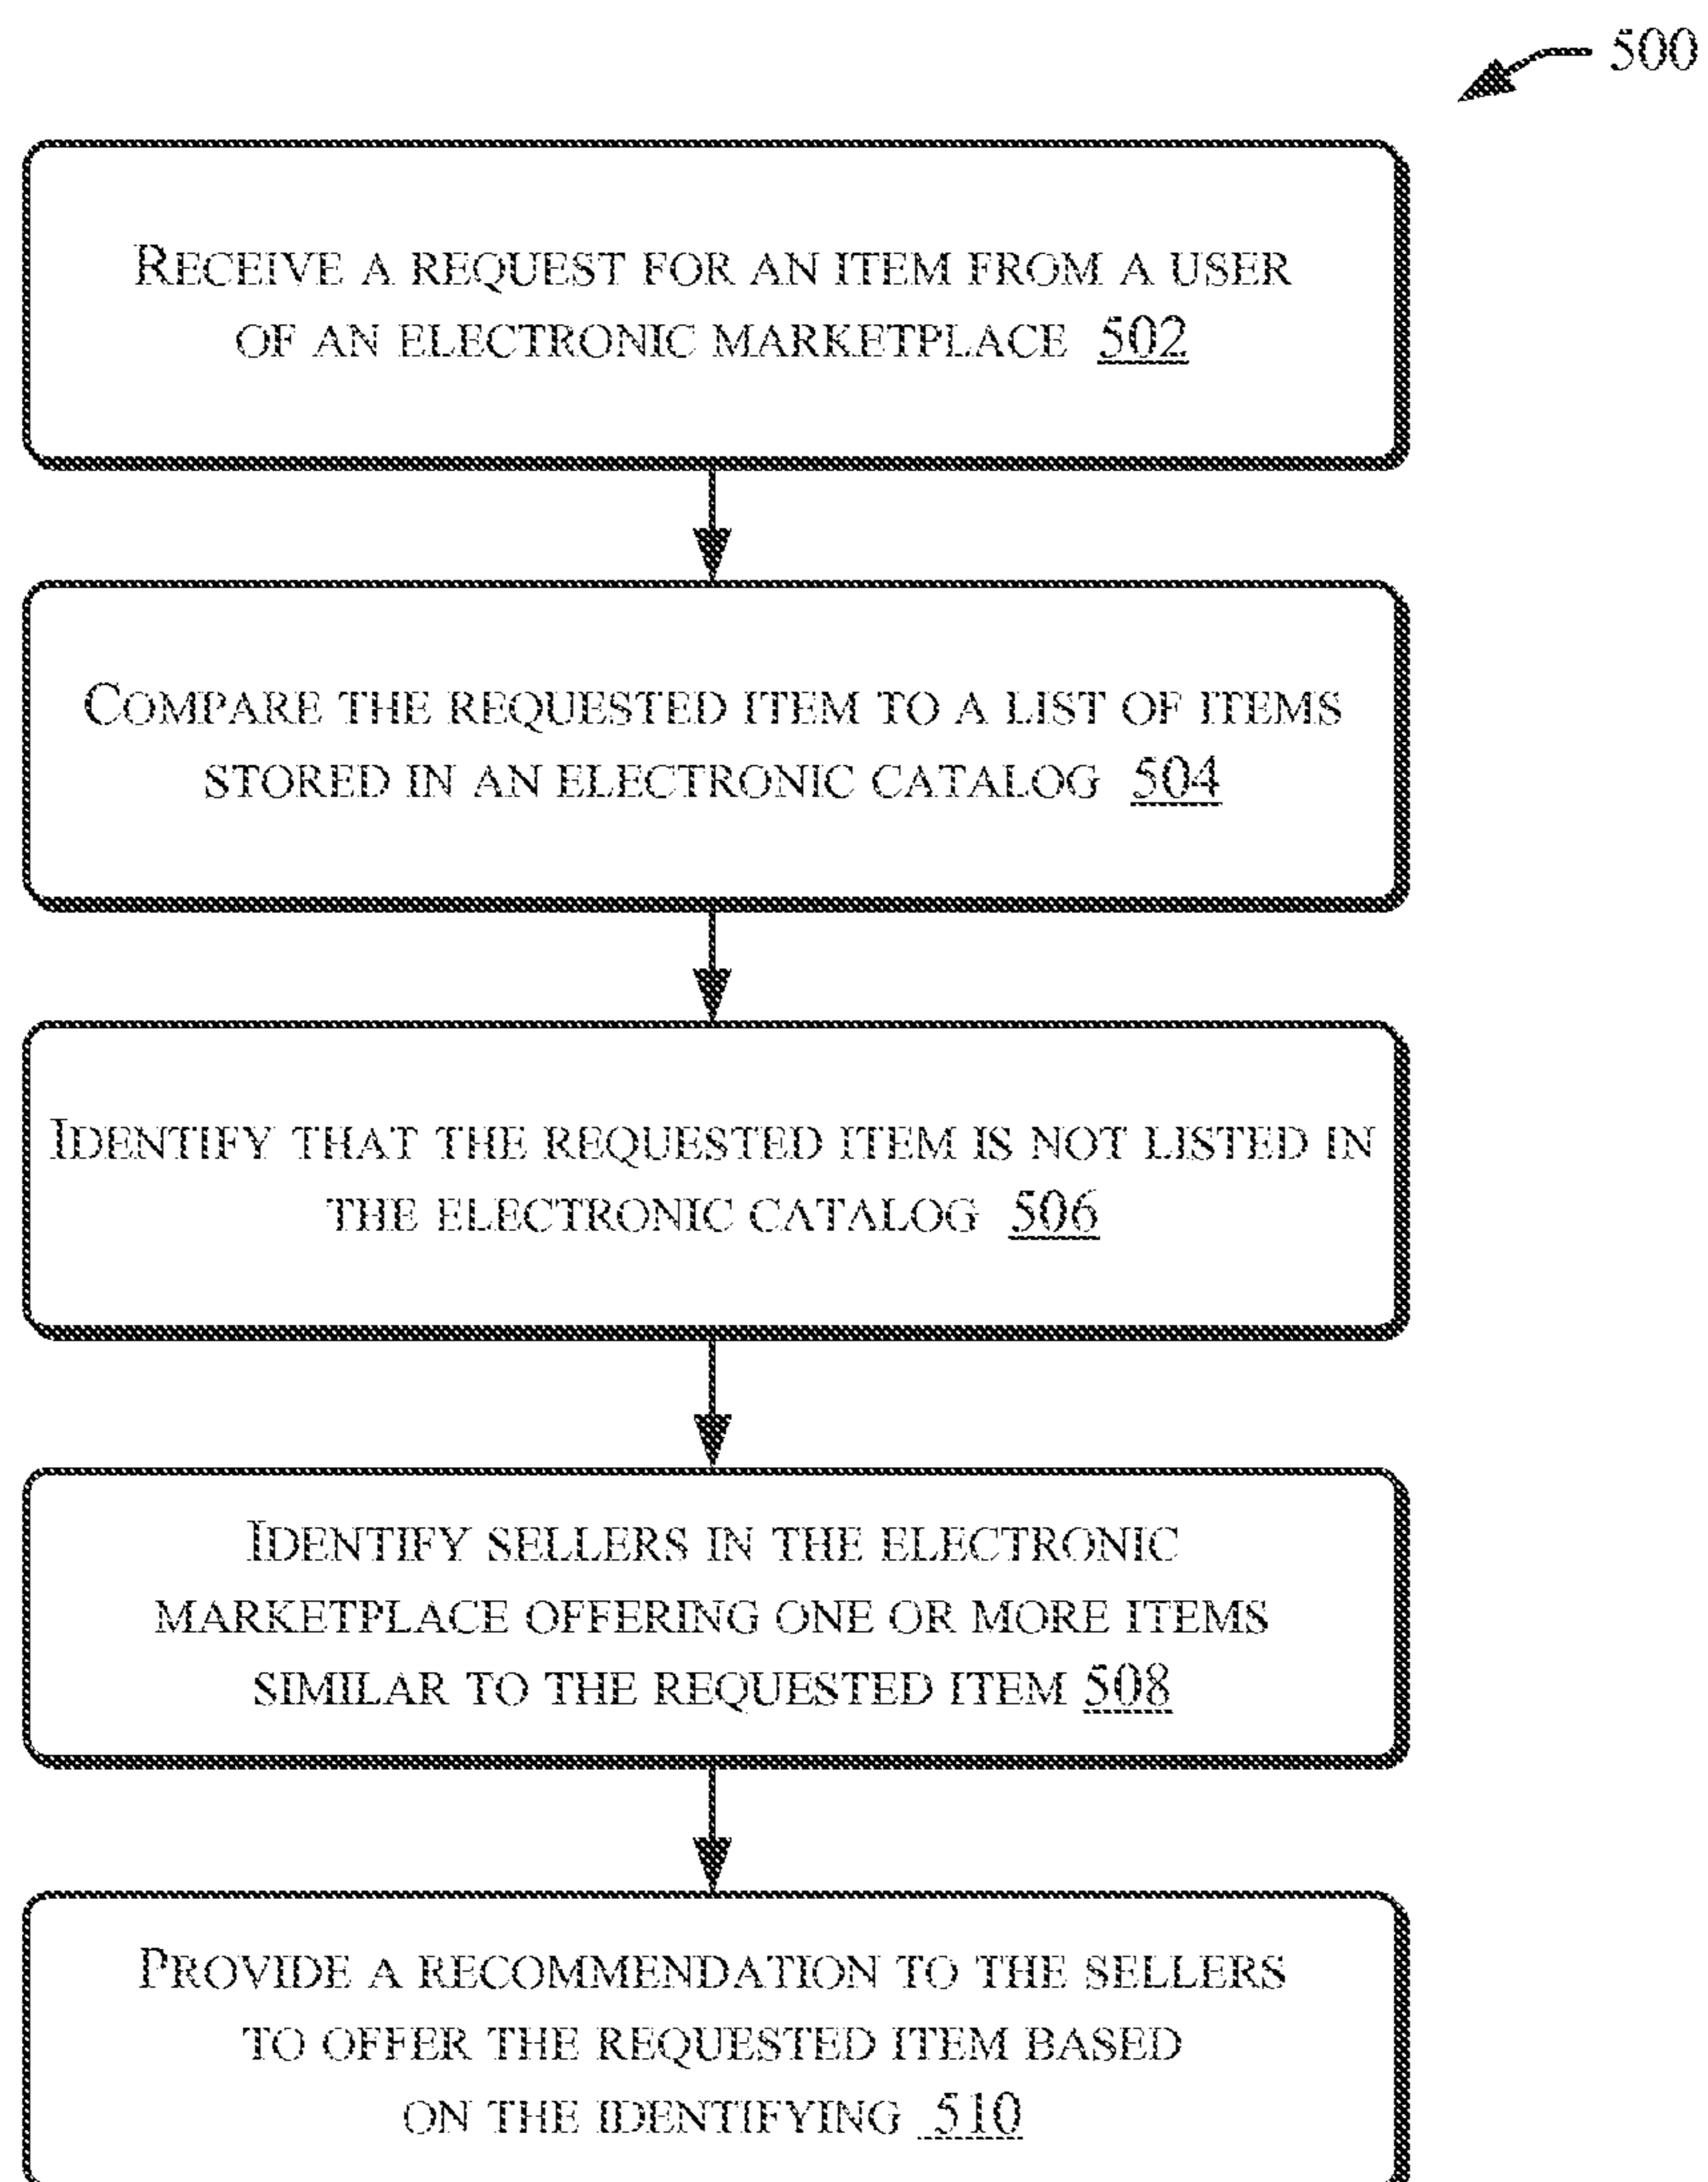 500
RECEIVE A REQUEST FOR AN ITEM FROM A USER
OF AN ELECTRONIC MARKETPLACE 502
COMPARE THE REQUESTED ITEM TO A LIST OF ITEMS
STORED IN AN ELECTRONIC CATALOG 504
IDENTIFY THAT THE REQUESTED ITEM IS NOT LISTED IN
THE ELECTRONIC CATALOG 506
IDENTIFY SELLERS IN THE ELECTRONIC
MARKETPLACE OFFERING ONE OR MORE ITEMS
SIMILAR TO THE REQUESTED ITEM 508
PROVIDE A RECOMMENDATION TO THE SELLERS
TO OFFER THE REQUESTED ITEM BASED
ON THE IDENTIFYING 510